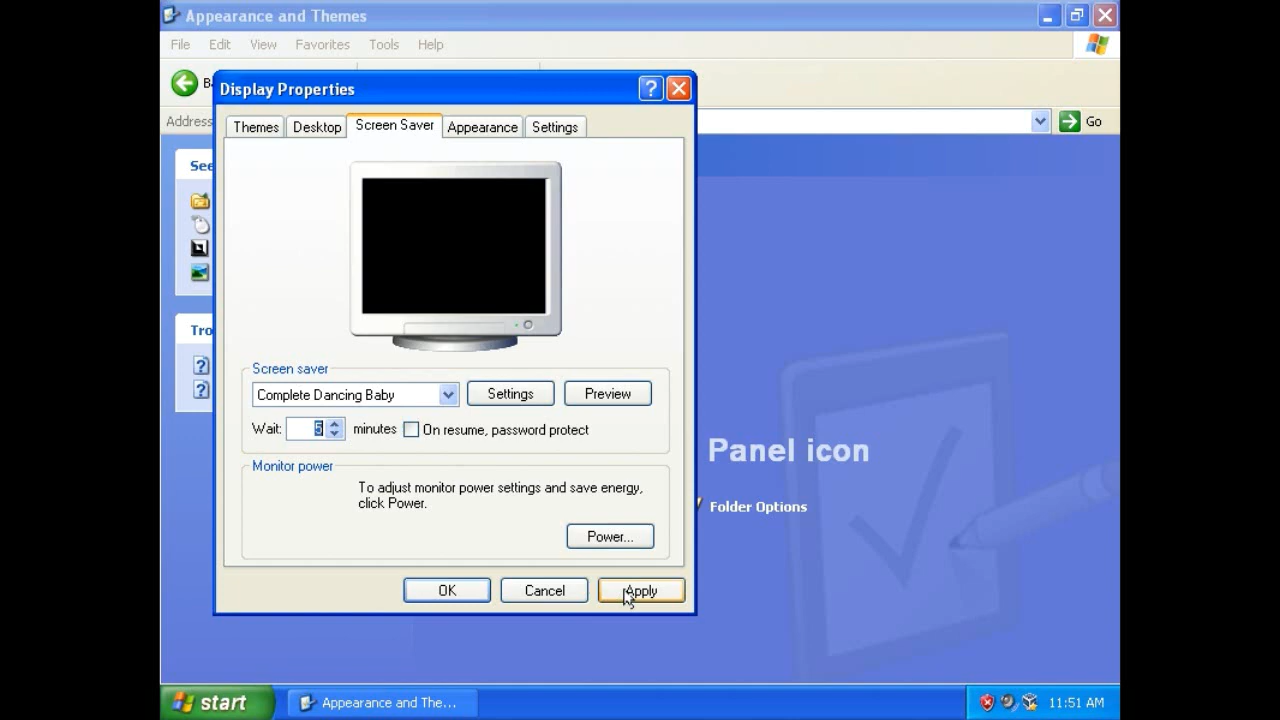 Appearance and Themes
File Edit View Favorites Tools Help
Address
Go
Display Properties
Themes Desktop Screen Saver Appearance Settings
Screen saver
Complete Dancing Baby Settings Preview
Wait: 5 minutes On resume, password protect
Monitor power
To adjust monitor power settings and save energy,
click Power.
Power...
OK Cancel Apply
Panel icon
Folder Options
start Appearance and The... 11:51 AM